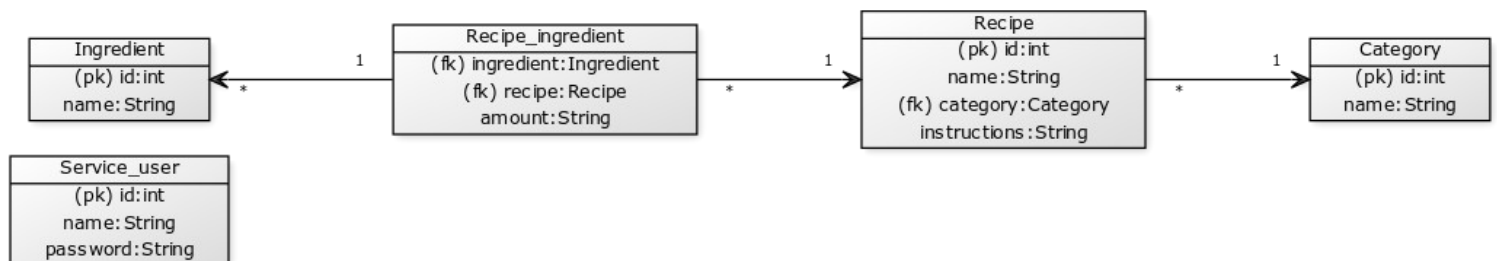 Ingredient
(pk) id:int
name:String
1
*
Recipe_ingredient
(fk) ingredient:Ingredient
(fk) recipe:Recipe
amount:String
1
*
Recipe
(pk) id:int
name:String
(fk) category:Category
instructions:String
1
*
Category
(pk) id:int
name:String
Service_user
(pk) id:int
name:String
password:String